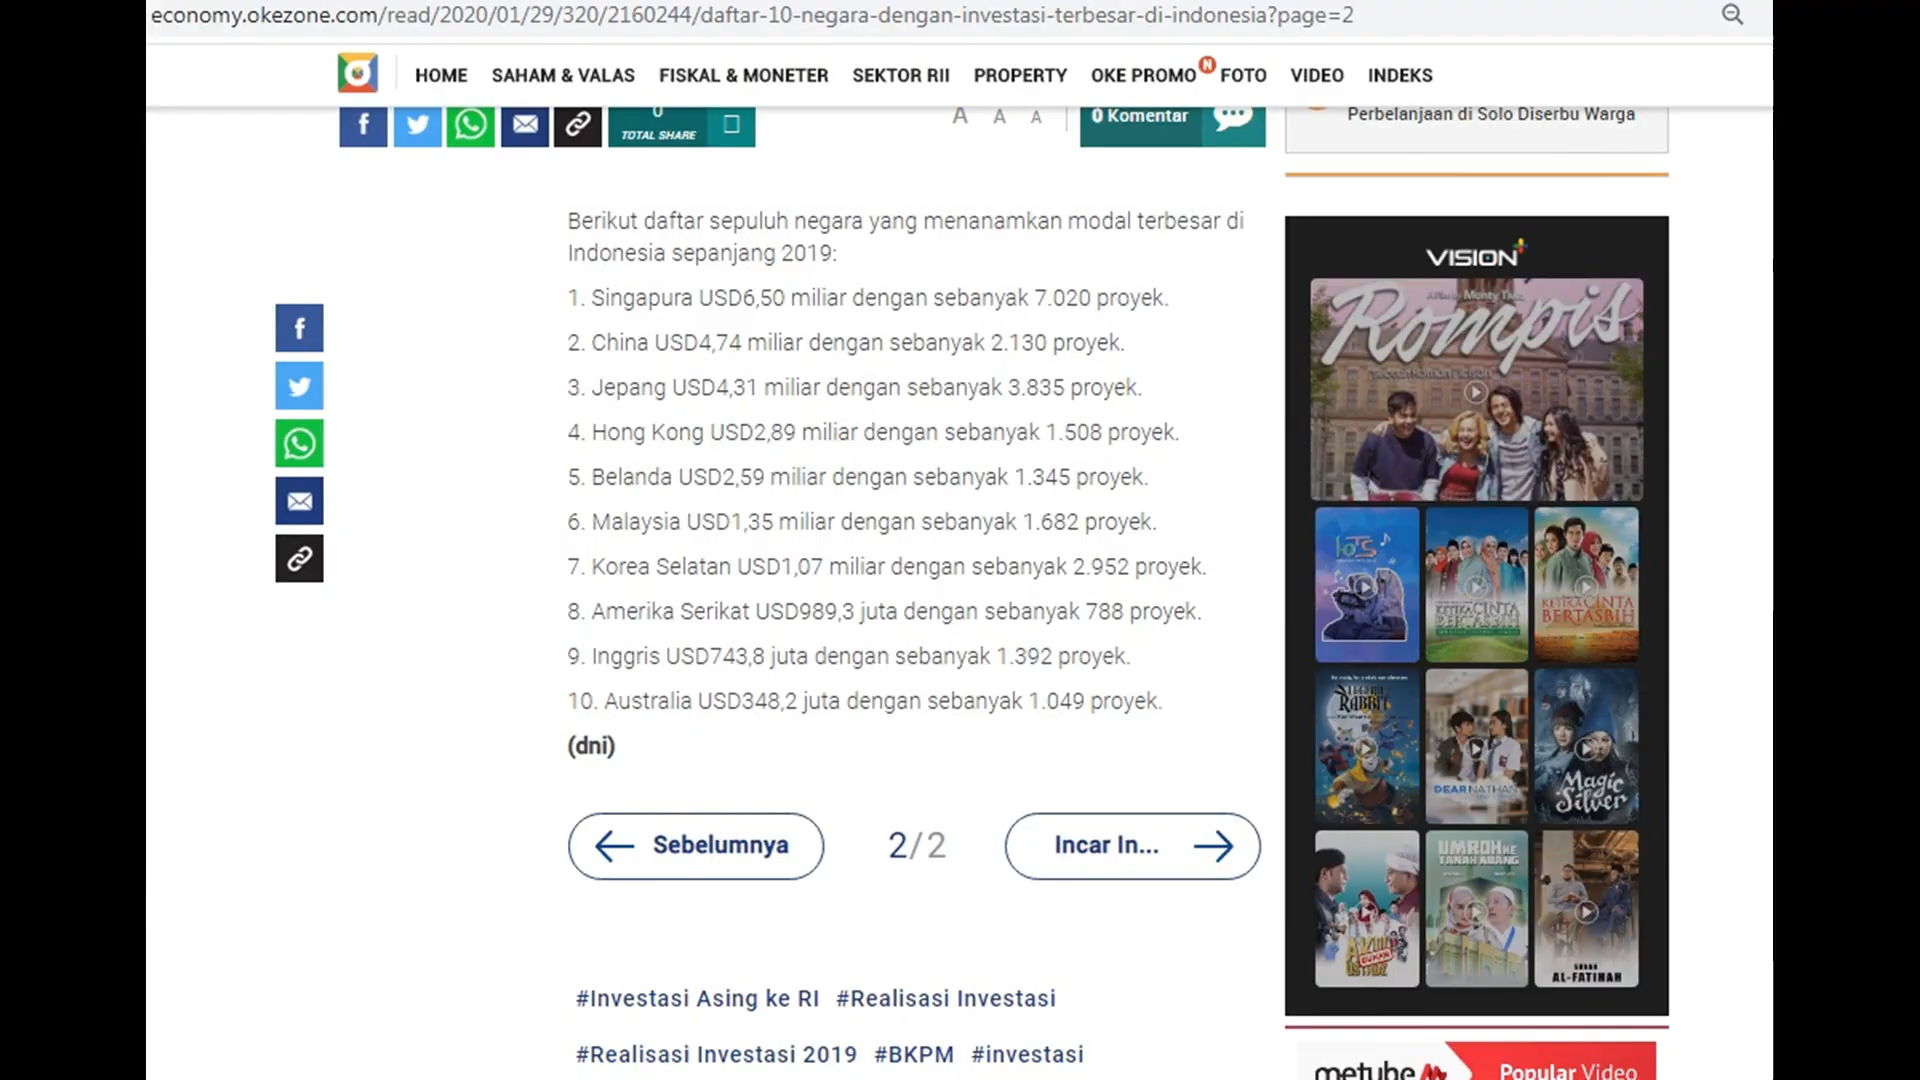 economy.okezone.com/read/2020/01/29/320/2160244/daftar-10-negara-dengan-investasi-terbesar-di-indonesia?page=2
HOME SAHAM & VALAS FISKAL & MONETER SEKTOR RII PROPERTY OKE PROMO N FOTO VIDEO INDEKS
0
TOTAL SHARE
A A A
0 Komentar
Perbelanjaan di Solo Diserbu Warga
Berikut daftar sepuluh negara yang menanamkan modal terbesar di
Indonesia sepanjang 2019:
1. Singapura USD6,50 miliar dengan sebanyak 7.020 proyek.
2. China USD4,74 miliar dengan sebanyak 2.130 proyek.
3. Jepang USD4,31 miliar dengan sebanyak 3.835 proyek.
4. Hong Kong USD2,89 miliar dengan sebanyak 1.508 proyek.
5. Belanda USD2,59 miliar dengan sebanyak 1.345 proyek.
6. Malaysia USD1,35 miliar dengan sebanyak 1.682 proyek.
7. Korea Selatan USD1,07 miliar dengan sebanyak 2.952 proyek.
8. Amerika Serikat USD989,3 juta dengan sebanyak 788 proyek.
9. Inggris USD743,8 juta dengan sebanyak 1.392 proyek.
10. Australia USD348,2 juta dengan sebanyak 1.049 proyek.
(dni)
Sebelumnya
2/2
Incar In...
#Investasi Asing ke RI #Realisasi Investasi
#Realisasi Investasi 2019 #BKPM #investasi
VISION+
Rompis
KETIKA CINTA
BERTASBIH
KETIKA CINTA
BERTASBIH
RABBIT
DEAR NATHAN
Magic
Silver
BUKAN
USTADZ
UMROH KE
TANAH ABANG
AL-FATIHAH
metube
Popular Video